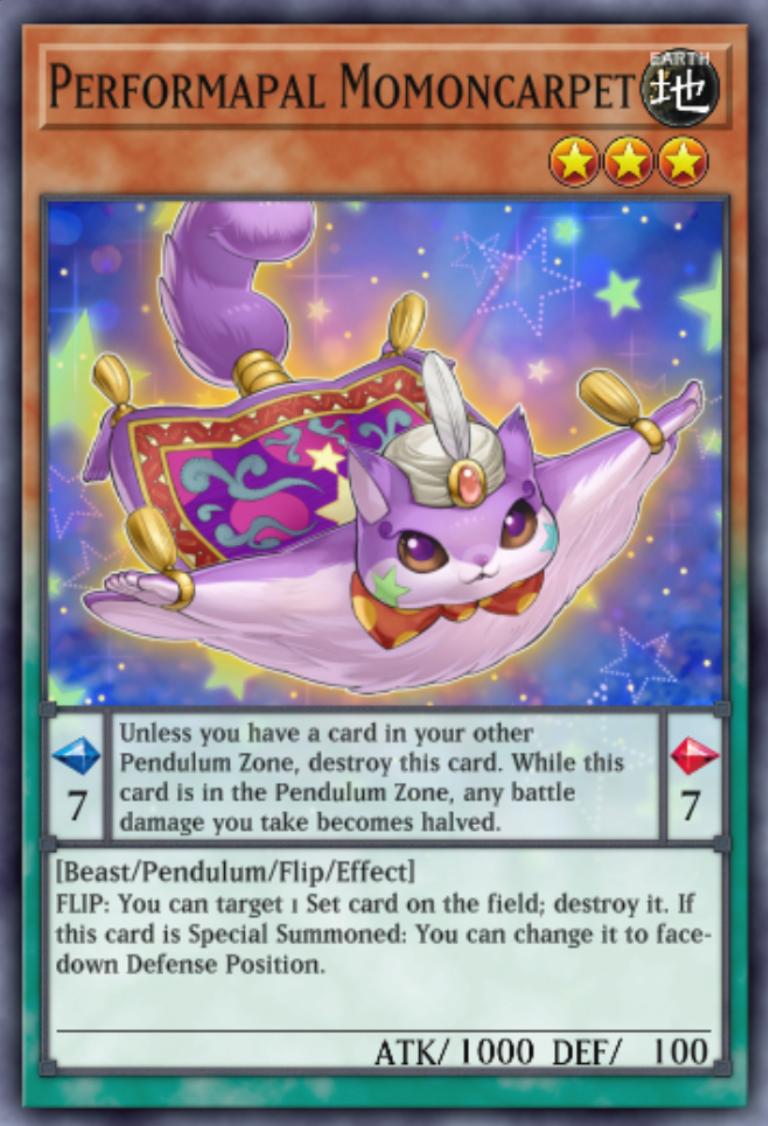 Performapal Momoncarpet
EARTH
地
Unless you have a card in your other
Pendulum Zone, destroy this card. While this
card is in the Pendulum Zone, any battle
damage you take becomes halved.
7
7
[Beast/Pendulum/Flip/Effect]
FLIP: You can target 1 Set card on the field; destroy it. If
this card is Special Summoned: You can change it to face-
down Defense Position.
ATK/ 1000 DEF/ 100